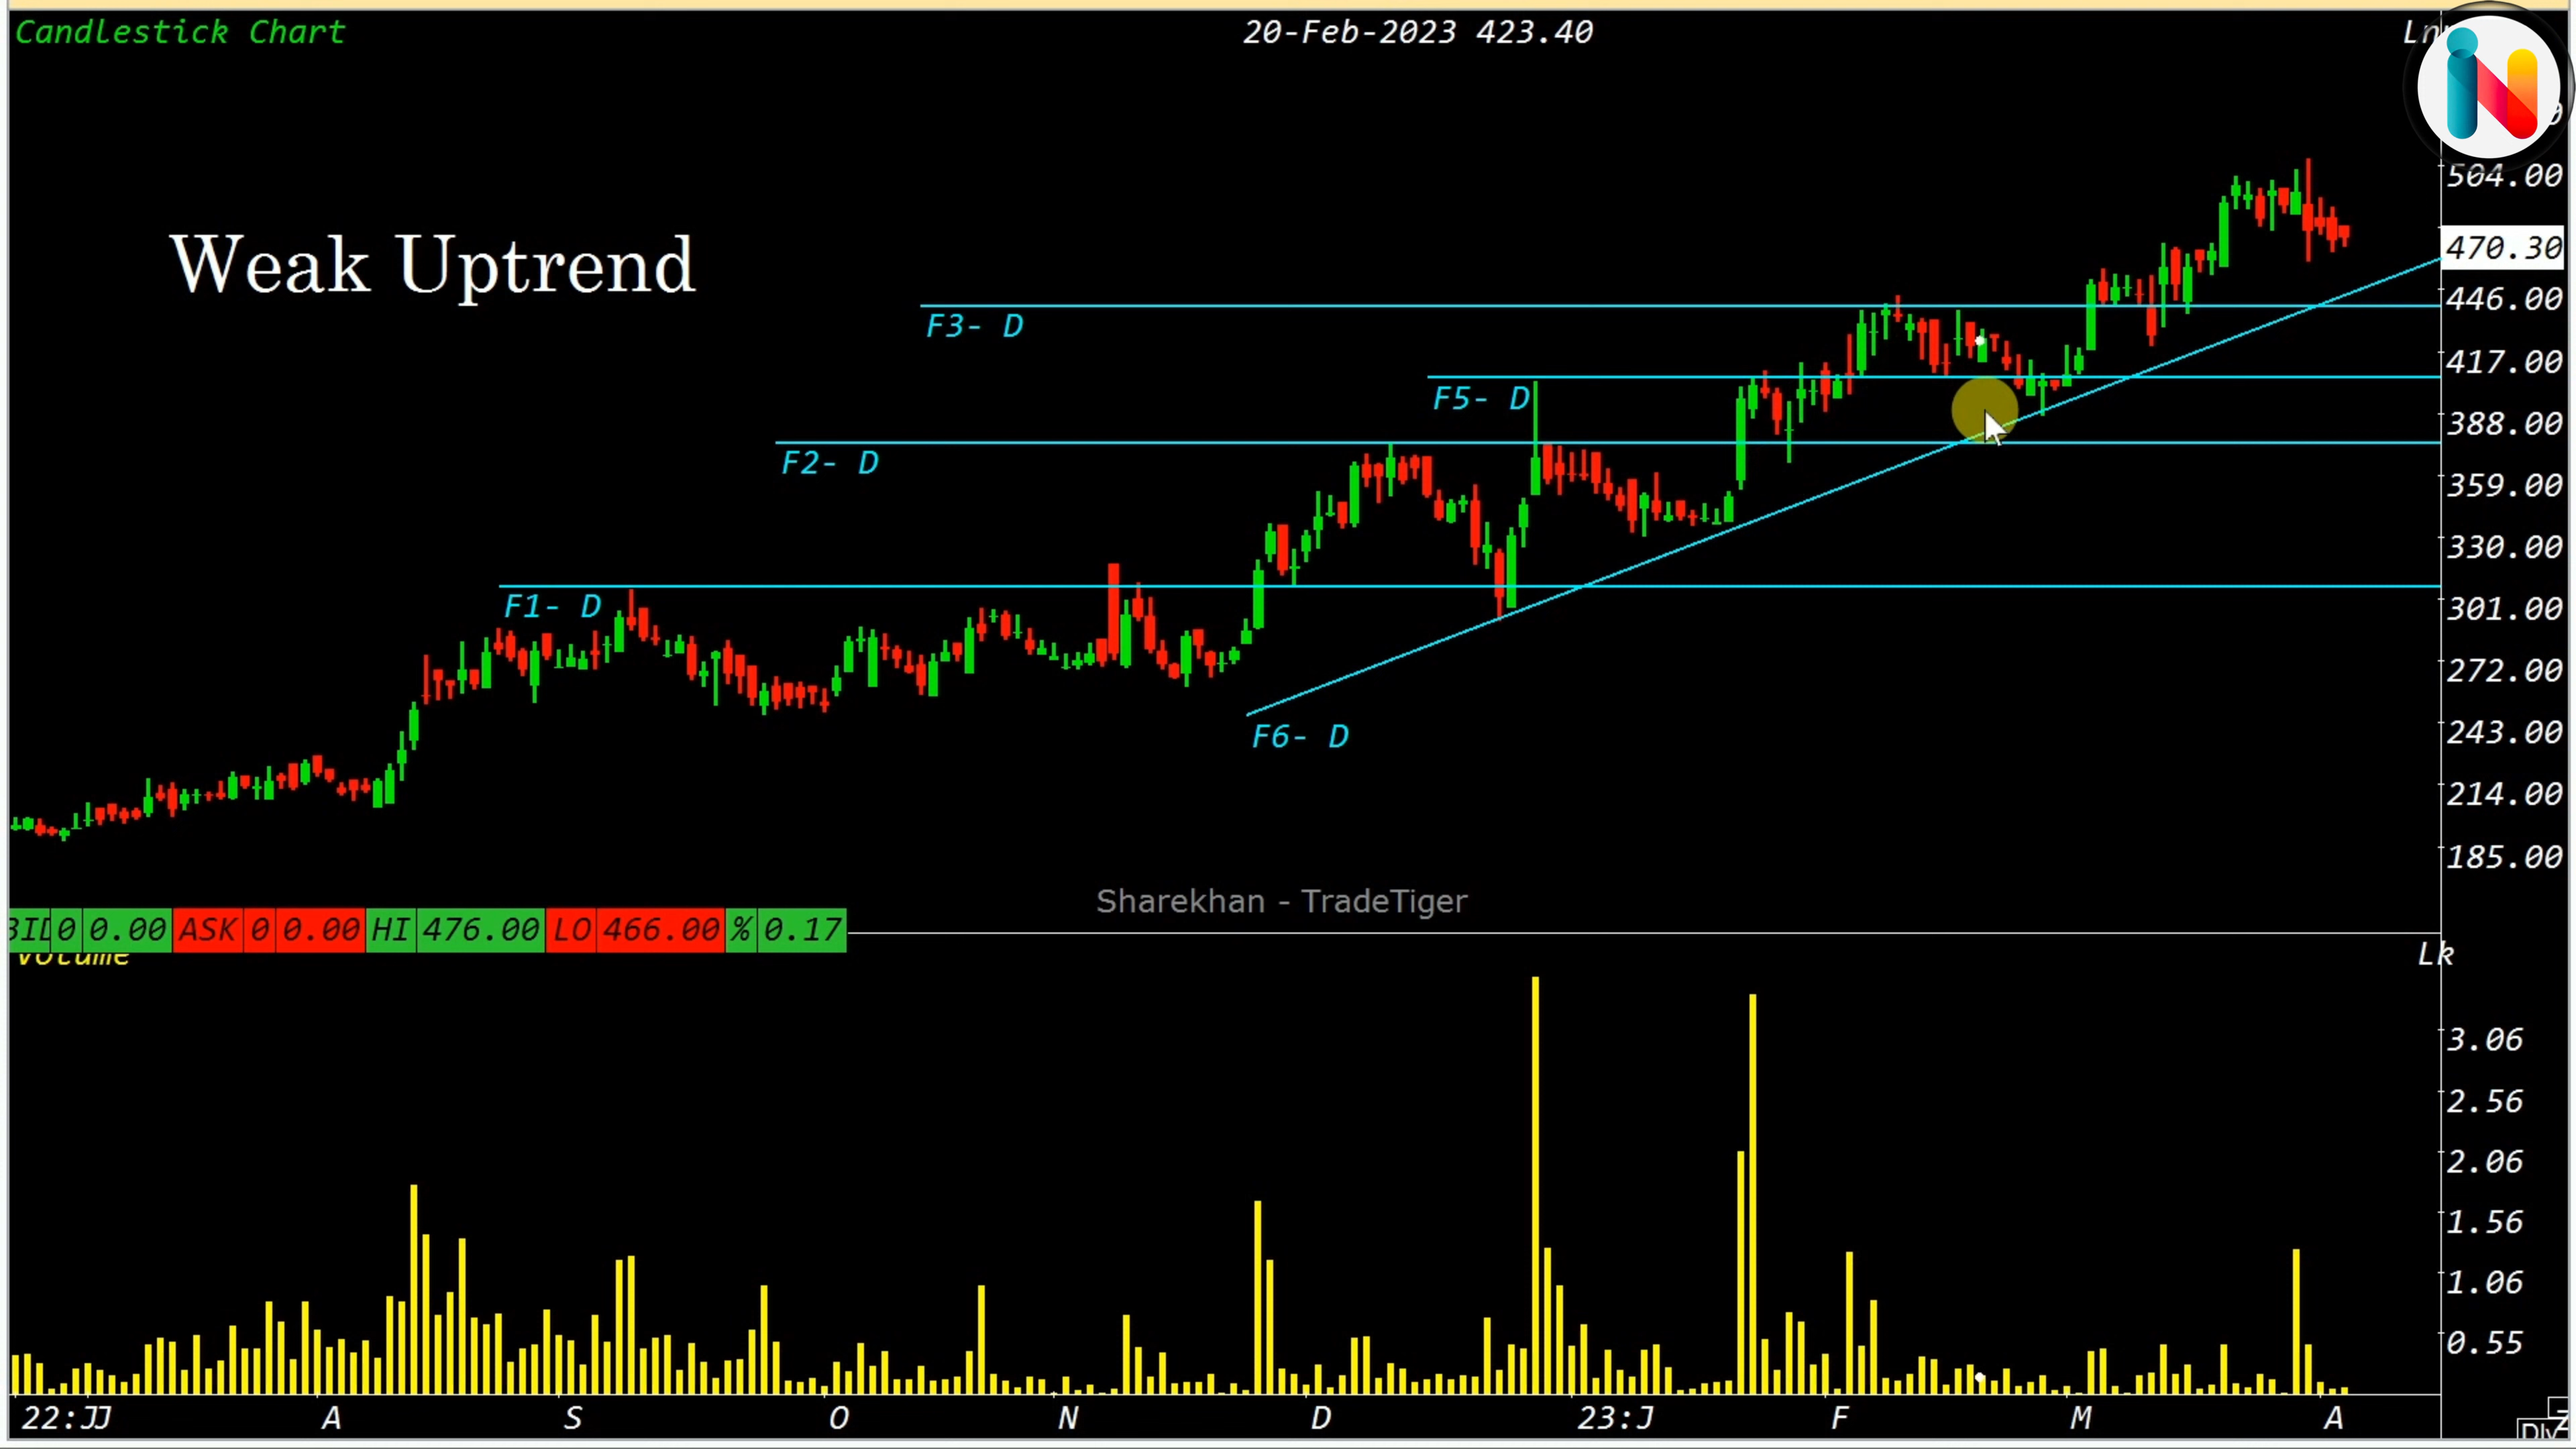 Candlestick Chart
20-Feb-2023 423.40
504.00
Weak Uptrend
470.30
446.00
F3- D
417.00
F5- D
388.00
F2- D
359.00
330.00
F1- D
301.00
272.00
F6- D
243.00
214.00
185.00
Sharekhan - TradeTiger
BID 0 0.00 ASK 0 0.00 HI 476.00 LO 466.00 % 0.17
Volume
Lk
3.06
2.56
2.06
1.56
1.06
0.55
22:JJ A S O N D 23:J F M A
Dly